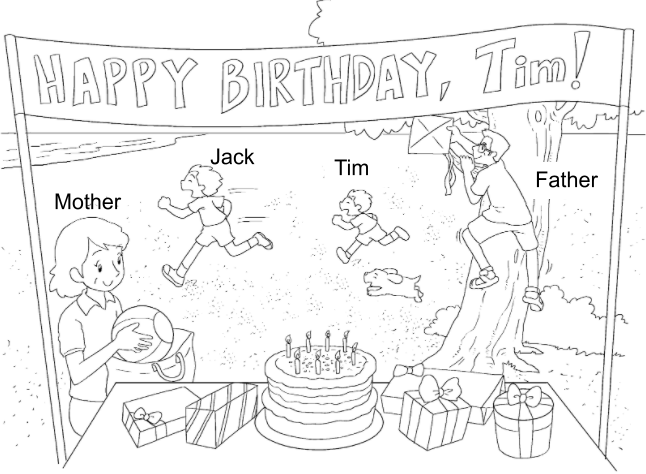 HAPPY BIRTHDAY, Tim!
Jack
Tim
Father
Mother